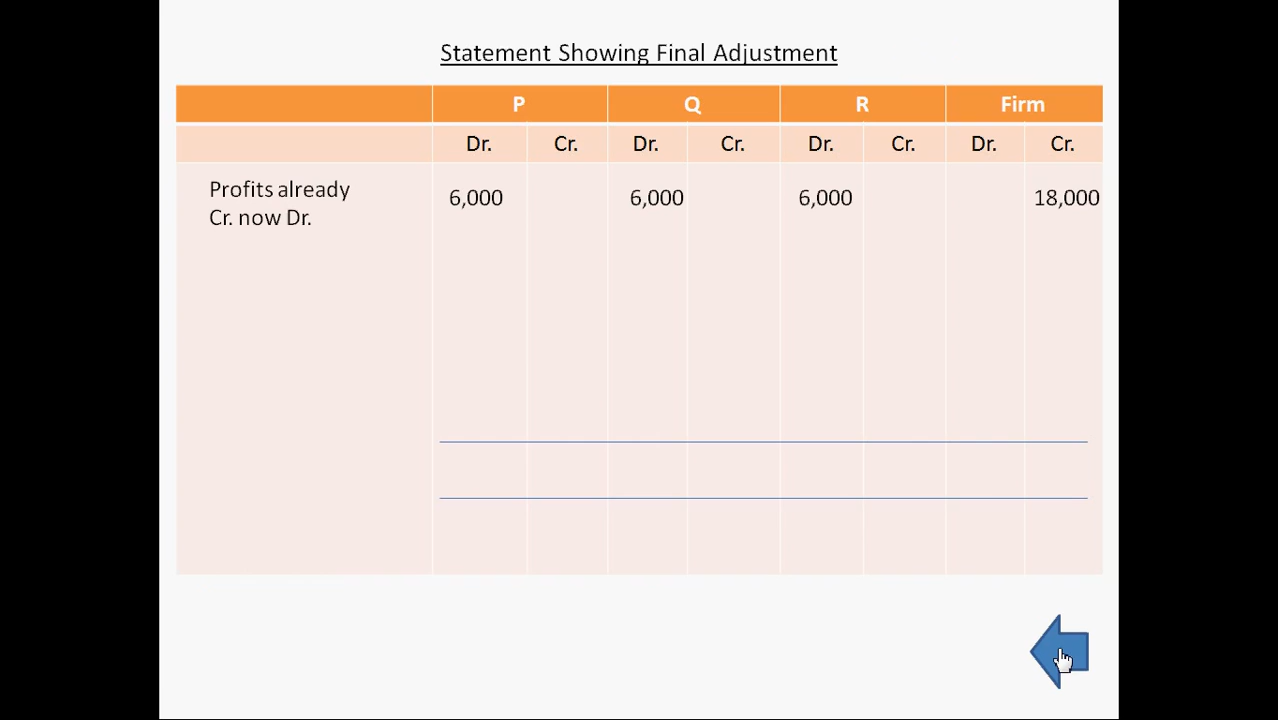 Statement Showing Final Adjustment
P Q R Firm
Dr. Cr. Dr. Cr. Dr. Cr. Dr. Cr.
Profits already
Cr. now Dr.
6,000 6,000 6,000 18,000